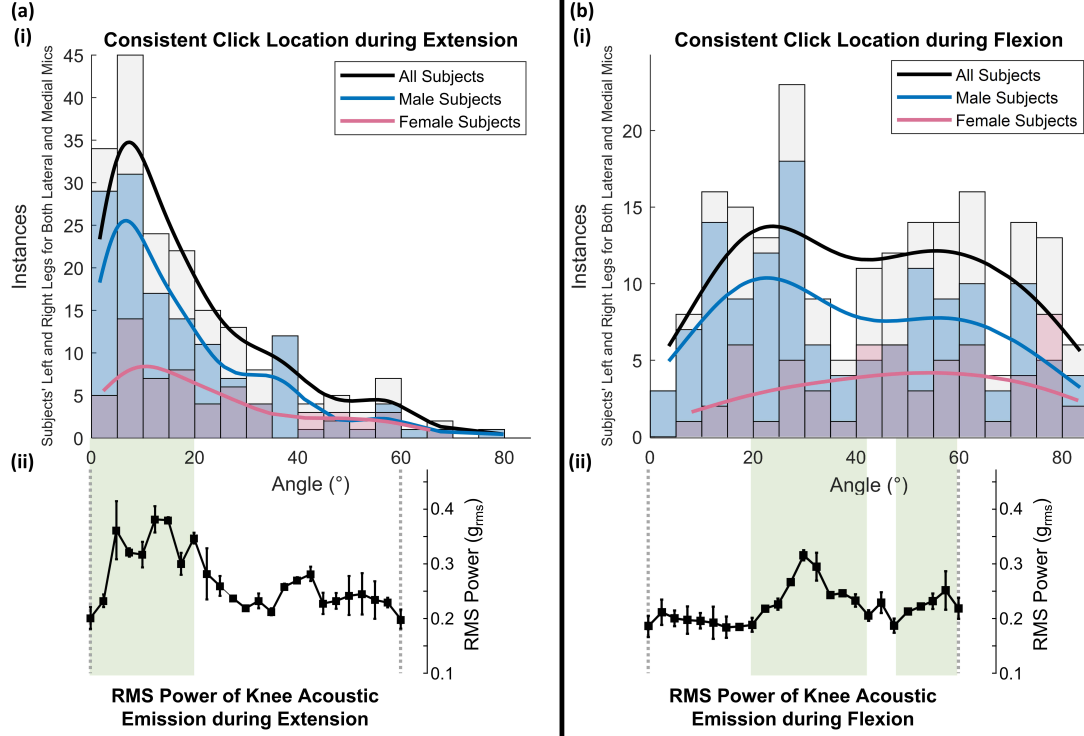 (a)
(i)
Consistent Click Location during Extension
All Subjects
Male Subjects
Female Subjects
Instances
Subjects' Left and Right Legs for Both Lateral and Medial Mics
45
40
35
30
25
20
15
10
5
0
0 20 40 60 80
Angle (°)
(ii)
0.4
0.3
0.2
0.1
RMS Power (grms)
RMS Power of Knee Acoustic
Emission during Extension
(b)
(i)
Consistent Click Location during Flexion
All Subjects
Male Subjects
Female Subjects
Instances
Subjects' Left and Right Legs for Both Lateral and Medial Mics
20
15
10
5
0
0 20 40 60 80
Angle (°)
(ii)
0.4
0.3
0.2
0.1
RMS Power (grms)
RMS Power of Knee Acoustic
Emission during Flexion